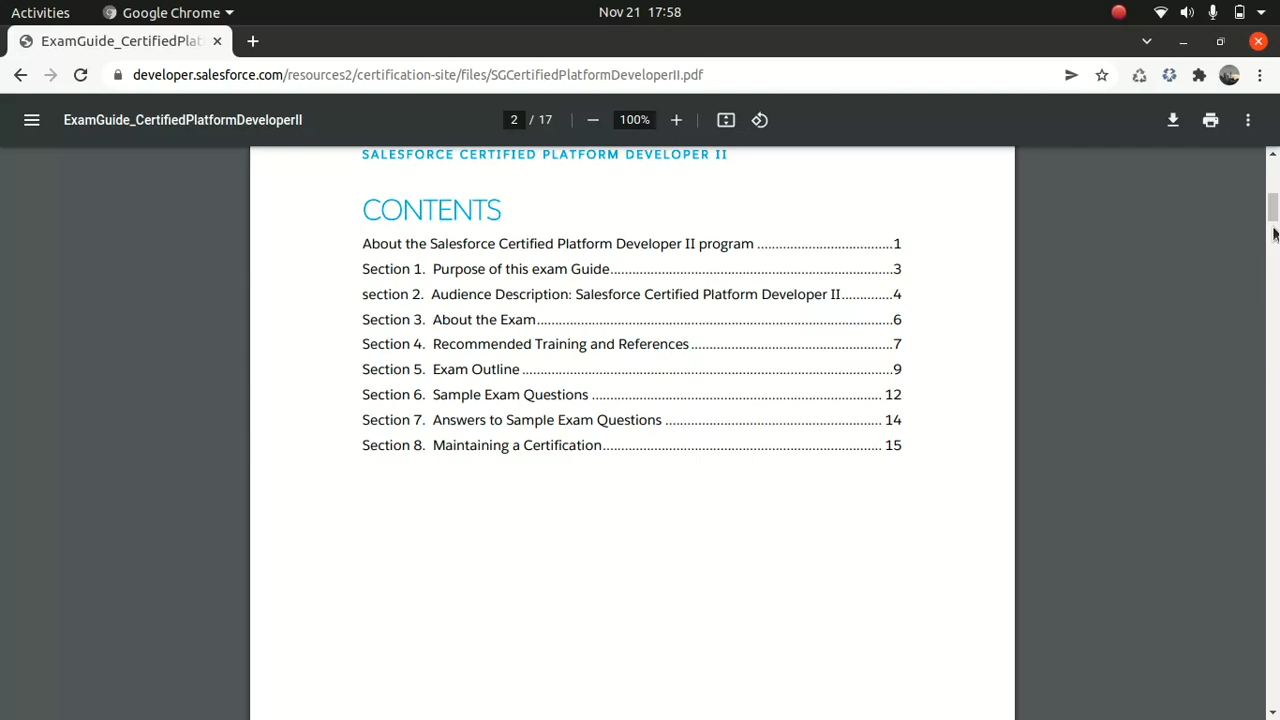 Activities
Google Chrome
Nov 21 17:58
ExamGuide_CertifiedPlat
developer.salesforce.com/resources2/certification-site/files/SGCertifiedPlatformDeveloperII.pdf
ExamGuide_CertifiedPlatformDeveloperII
2 / 17
100%
SALESFORCE CERTIFIED PLATFORM DEVELOPER II
CONTENTS
About the Salesforce Certified Platform Developer II program ....................................1
Section 1. Purpose of this exam Guide............................................................................3
section 2. Audience Description: Salesforce Certified Platform Developer II..............4
Section 3. About the Exam................................................................................................6
Section 4. Recommended Training and References.......................................................7
Section 5. Exam Outline....................................................................................................9
Section 6. Sample Exam Questions ............................................................................... 12
Section 7. Answers to Sample Exam Questions ........................................................... 14
Section 8. Maintaining a Certification............................................................................ 15